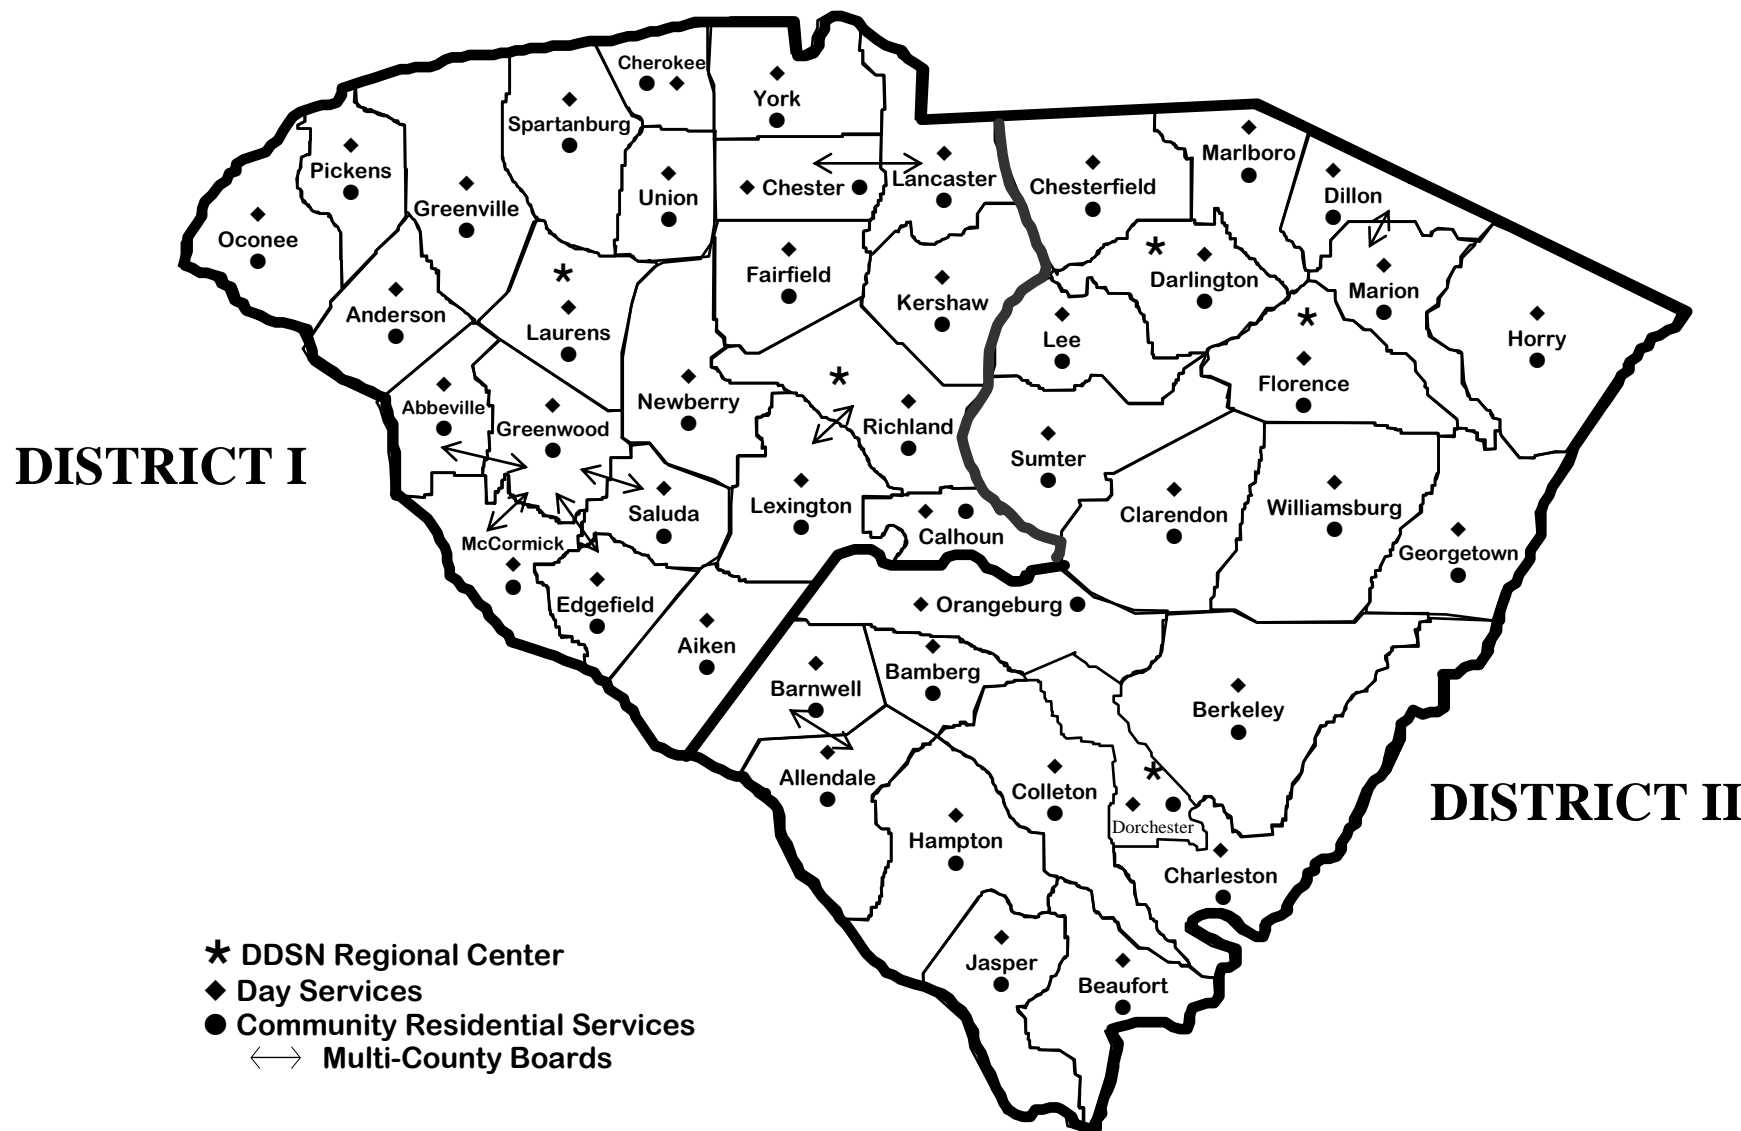 Cherokee
York
Spartanburg
Pickens
Greenville
Union
Chester
Lancaster
Chesterfield
Marlboro
Dillon
Oconee
Fairfield
Darlington
Anderson
Laurens
Kershaw
Lee
Marion
Horry
Abbeville
Greenwood
Newberry
Richland
Florence
DISTRICT I
Sumter
Saluda
Lexington
Calhoun
Clarendon
Williamsburg
Georgetown
McCormick
Edgefield
Orangeburg
Aiken
Barnwell
Bamberg
Berkeley
Allendale
Colleton
DISTRICT II
Hampton
Dorchester
Charleston
Jasper
Beaufort
* DDSN Regional Center
◆ Day Services
● Community Residential Services
↔ Multi-County Boards